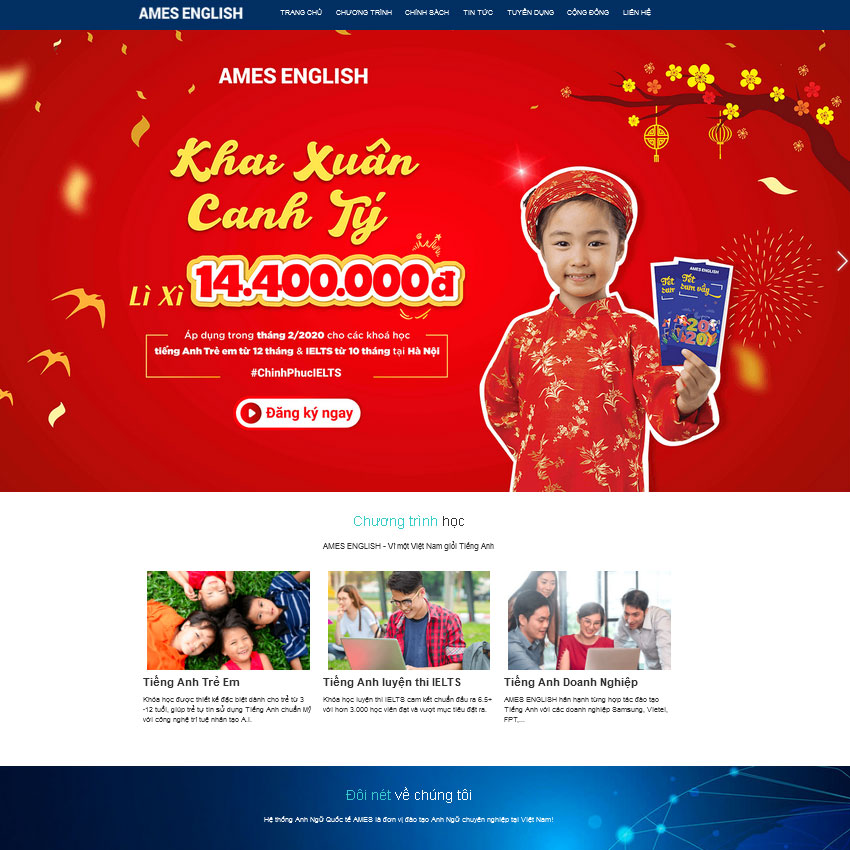 AMES ENGLISH
TRANG CHỦ CHƯƠNG TRÌNH CHÍNH SÁCH TIN TỨC TUYỂN DỤNG CỘNG ĐỒNG LIÊN HỆ
AMES ENGLISH
Khai Xuân
Canh Tý
Lì Xì 14.400.000đ
Áp dụng trong tháng 2/2020 cho các khoá học
tiếng Anh Trẻ em từ 12 tháng & IELTS từ 10 tháng tại Hà Nội
#ChinhPhucIELTS
Đăng ký ngay
AMES ENGLISH
Tết
Tết
sum vầy
2020
Chương trình học
AMES ENGLISH - Vì một Việt Nam giỏi Tiếng Anh
Tiếng Anh Trẻ Em
Khóa học được thiết kế đặc biệt dành cho trẻ từ 3
-12 tuổi, giúp trẻ tự tin sử dụng Tiếng Anh chuẩn Mỹ
với công nghệ trí tuệ nhân tạo A.I.
Tiếng Anh luyện thi IELTS
Khóa học luyện thi IELTS cam kết chuẩn đầu ra 6.5+
với hơn 3.000 học viên đạt và vượt mục tiêu đặt ra.
Tiếng Anh Doanh Nghiệp
AMES ENGLISH hân hạnh từng hợp tác đào tạo
Tiếng Anh với các doanh nghiệp Samsung, Vietel,
FPT,...
Đôi nét về chúng tôi
Hệ thống Anh Ngữ Quốc tế AMES là đơn vị đào tạo Anh Ngữ chuyên nghiệp tại Việt Nam!